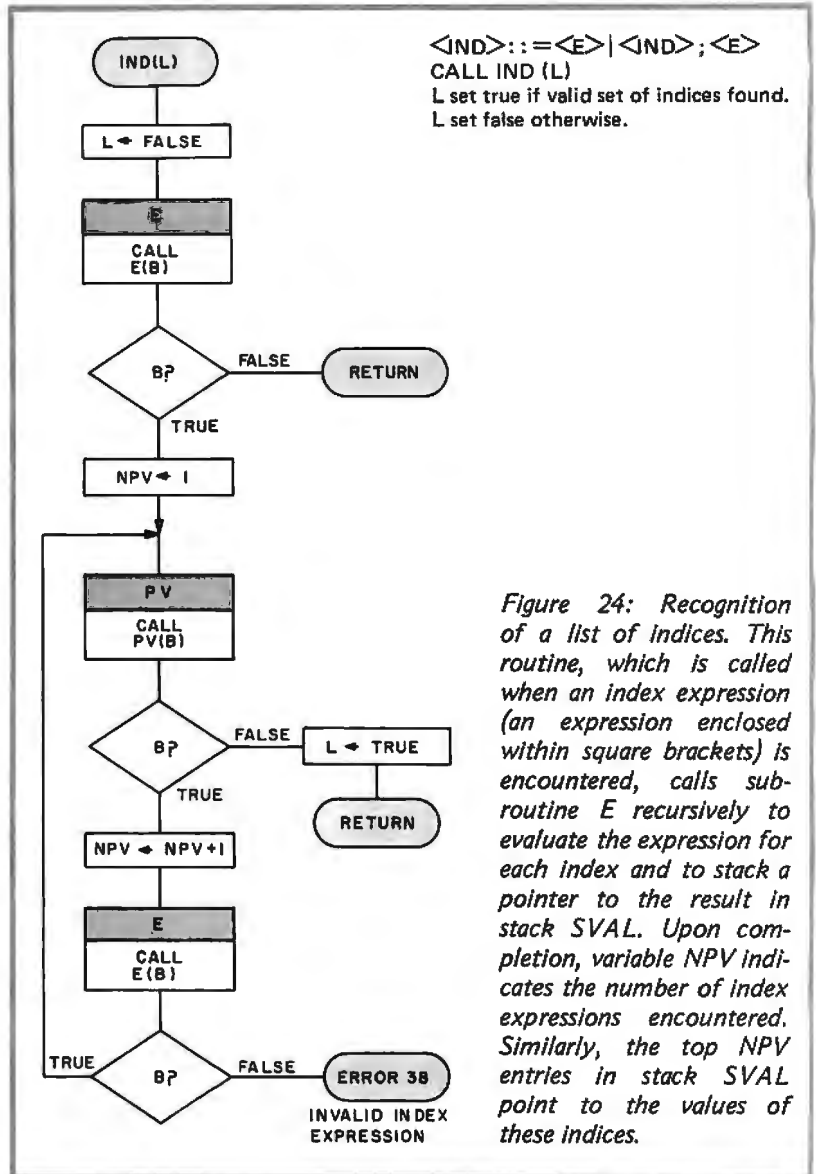 IND(L)
<IND>::=<E>|<IND>;<E>
CALL IND (L)
L set true if valid set of indices found.
L set false otherwise.
L ← FALSE
E
CALL
E(B)
B?
FALSE
RETURN
TRUE
NPV ← 1
PV
CALL
PV(B)
B?
FALSE
L ← TRUE
RETURN
TRUE
NPV ← NPV+1
E
CALL
E(B)
B?
TRUE
FALSE
ERROR 38
INVALID INDEX
EXPRESSION
Figure 24: Recognition
of a list of indices. This
routine, which is called
when an index expression
(an expression enclosed
within square brackets) is
encountered, calls sub-
routine E recursively to
evaluate the expression for
each index and to stack a
pointer to the result in
stack SVAL. Upon com-
pletion, variable NPV indi-
cates the number of index
expressions encountered.
Similarly, the top NPV
entries in stack SVAL
point to the values of
these indices.